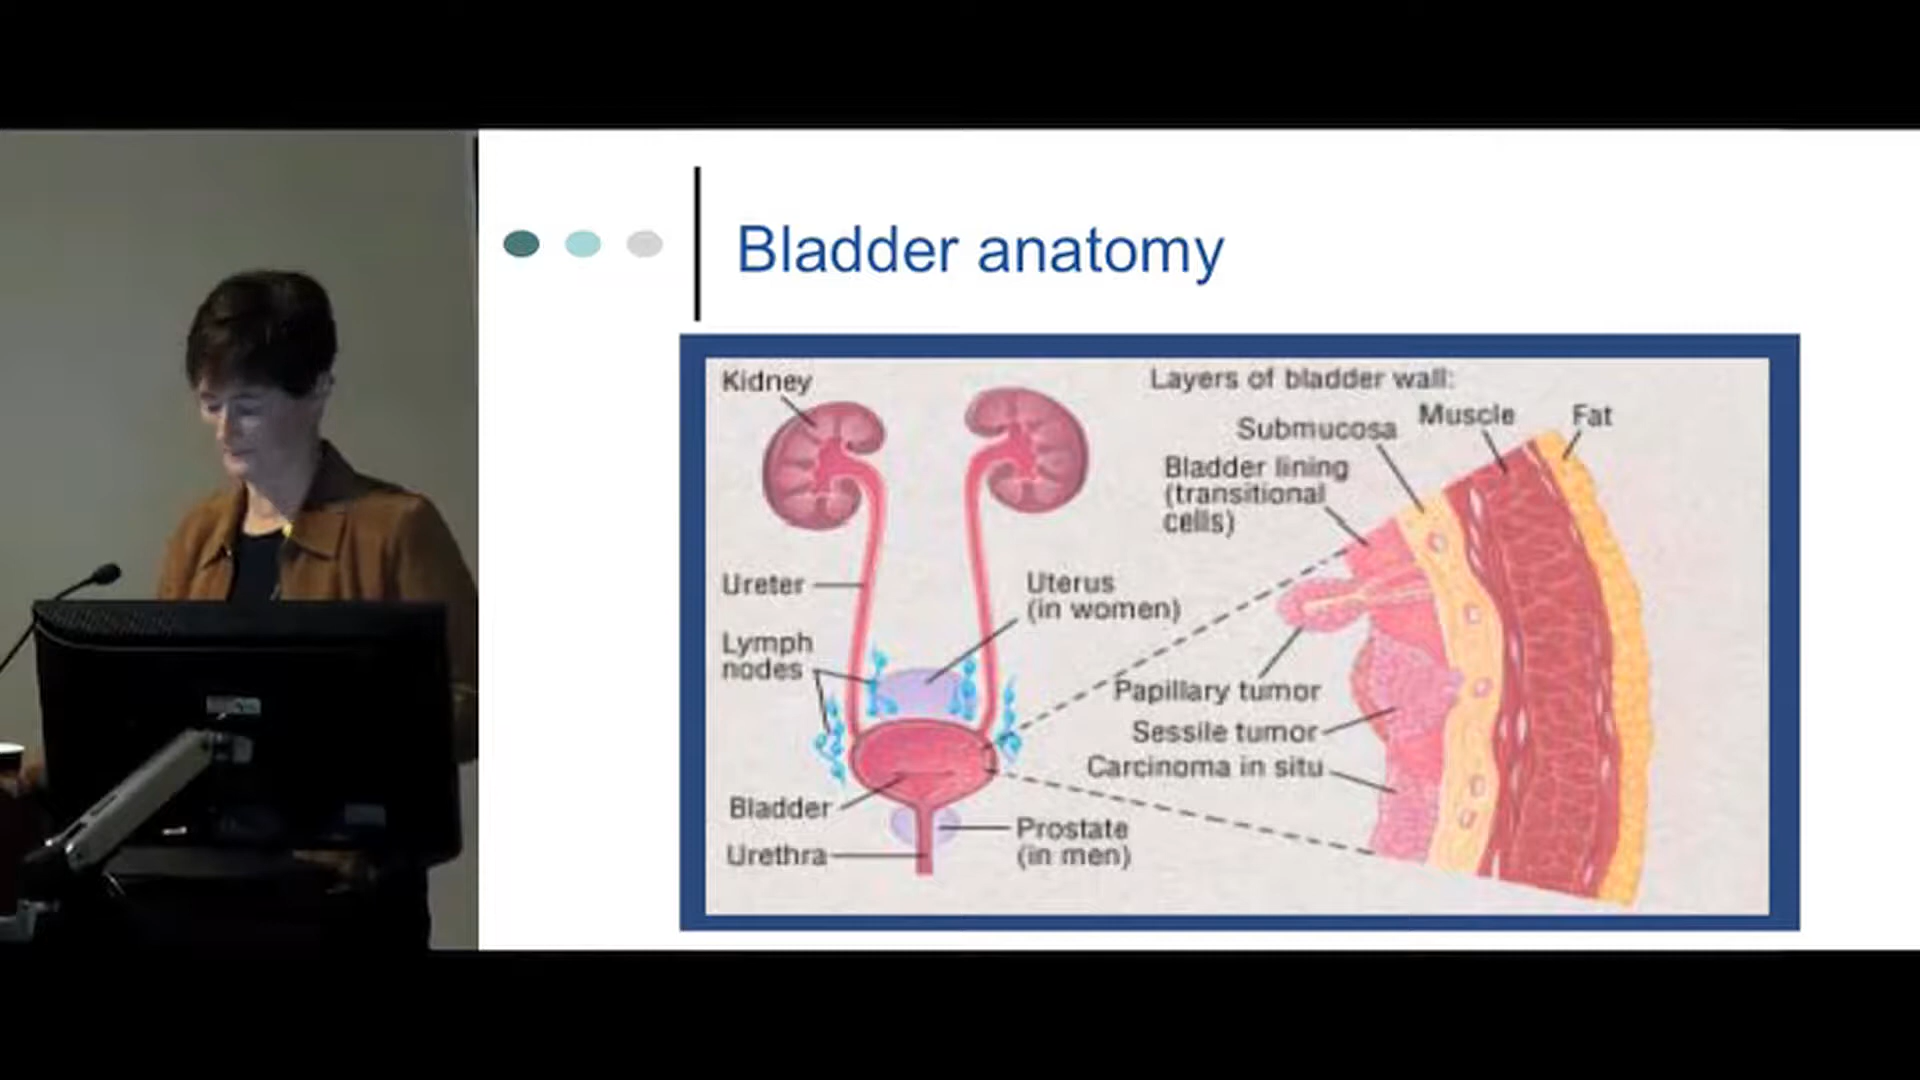 Bladder anatomy
Kidney
Layers of bladder wall:
Submucosa
Muscle
Fat
Bladder lining
(transitional
cells)
Ureter
Uterus
(in women)
Lymph
nodes
Papillary tumor
Sessile tumor
Carcinoma in situ
Bladder
Prostate
(in men)
Urethra